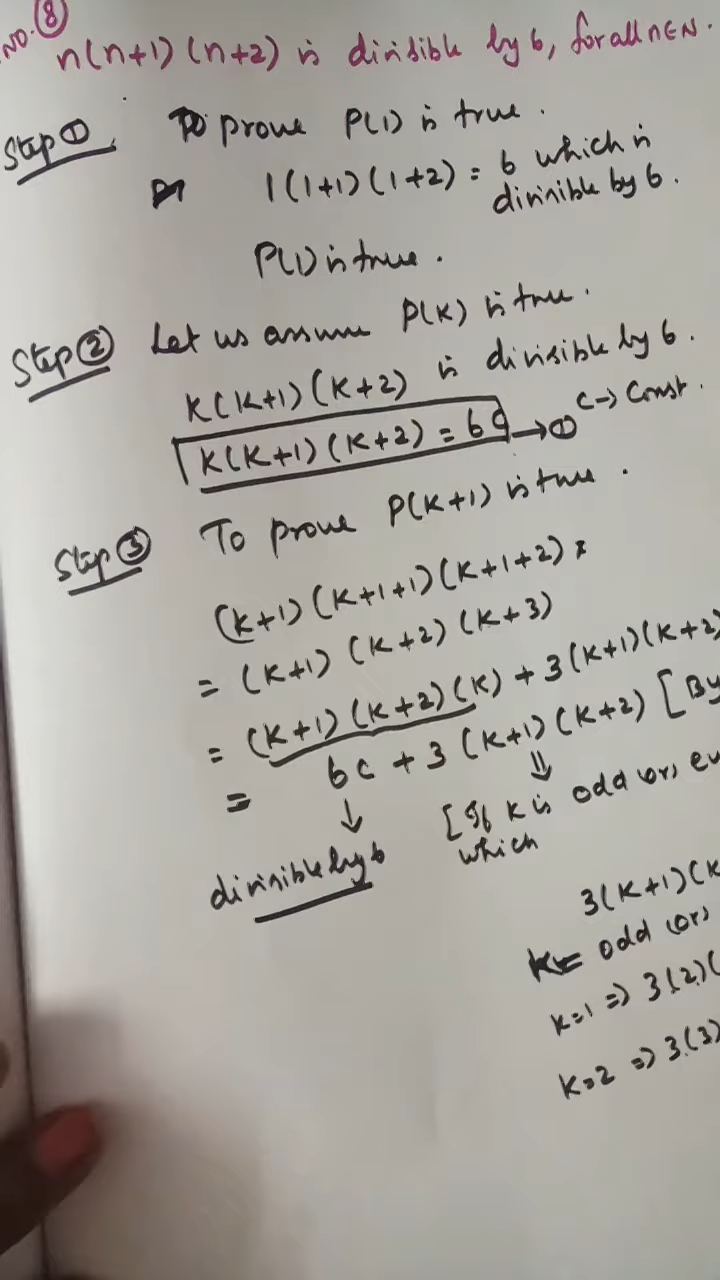 NO. ⑧
n(n+1)(n+2) is divisible by 6, for all n∈N.
Step ① To prove P(1) is true.
1(1+1)(1+2) = 6 which is
divisible by 6.
P(1) is true.
Step ② Let us assume P(K) is true.
K(K+1)(K+2) is divisible by 6.
K(K+1)(K+2) = 6C → ① C → Const.
Step ③ To prove P(K+1) is true.
(K+1)(K+1+1)(K+1+2)
= (K+1)(K+2)(K+3)
= (K+1)(K+2)(K) + 3(K+1)(K+2)
= 6C + 3(K+1)(K+2) [By
↓ ⇓
divisible by 6 [If K is odd (or) ev
which
3(K+1)(K
K= odd (or)
K=1 ⇒ 3(2)(
K=2 ⇒ 3(3)